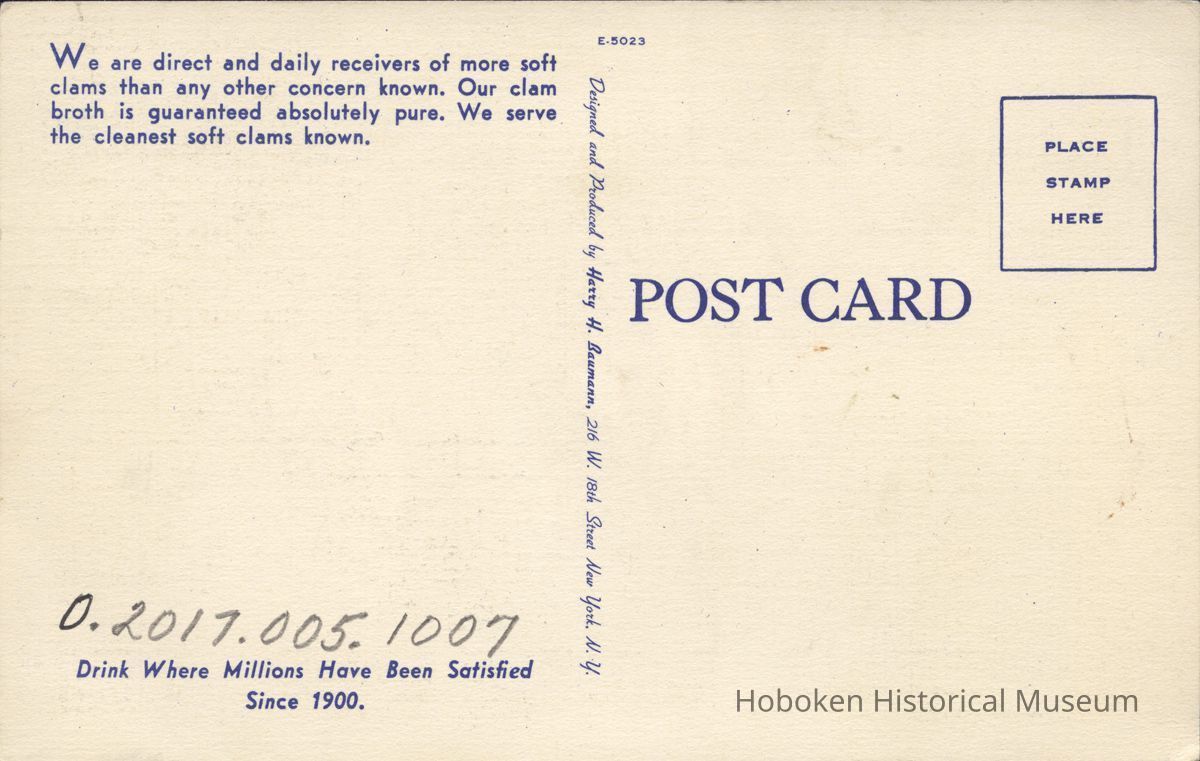 We are direct and daily receivers of more soft
clams than any other concern known. Our clam
broth is guaranteed absolutely pure. We serve
the cleanest soft clams known.
0.2017.005.1007
Drink Where Millions Have Been Satisfied
Since 1900.
E-5023
Designed and Produced by Harry H. Baumann, 216 W. 18th Street New York. N. Y.
PLACE
STAMP
HERE
POST CARD
Hoboken Historical Museum